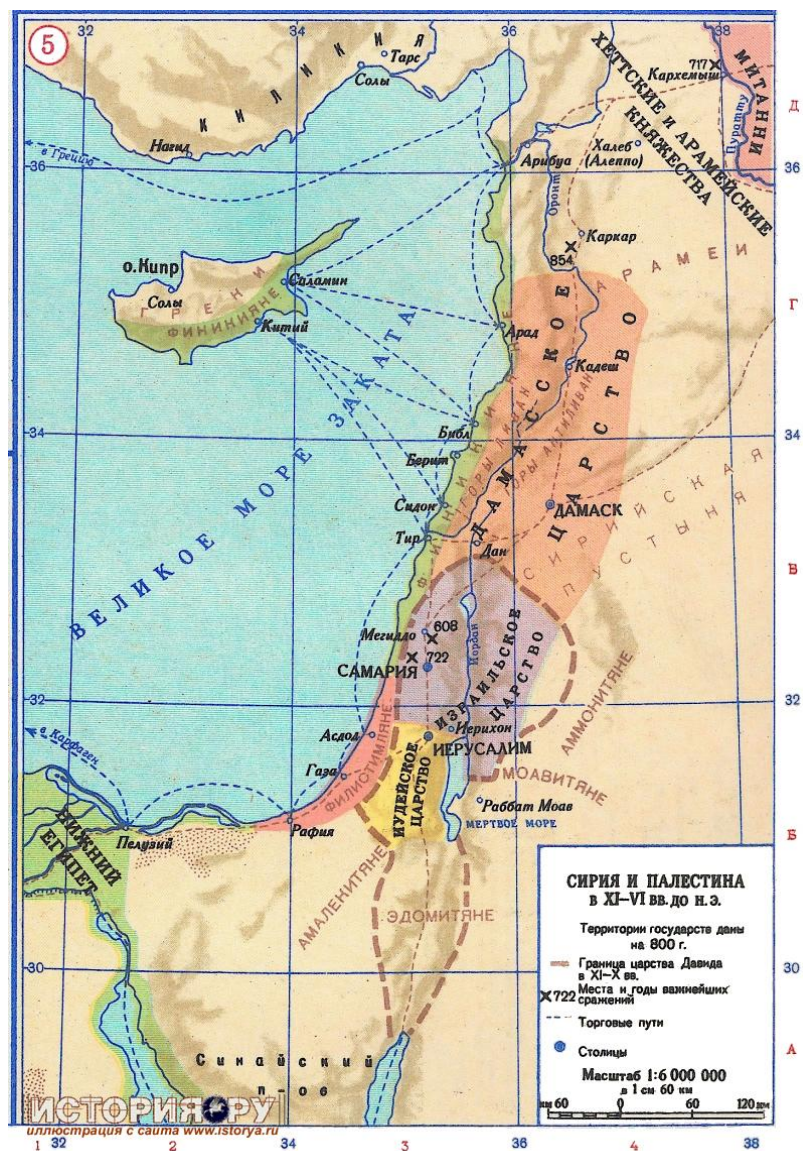 5
32
34
36
38
КИЛИКИЯ
Тарс
Солы
Нагид
в Грецию
36
717
Кархемыш
МИТАННИ
Пуратту
ХЕТТСКИЕ И АРАМЕЙСКИЕ
КНЯЖЕСТВА
Халеб
(Алеппо)
Арибуа
Оронт
Д
36
о.Кипр
Солы
Саламин
ГРЕКИ
ФИНИКИЯНЕ
Китий
Каркар
854
АРАМЕИ
Г
Арад
Кадеш
ВЕЛИКОЕ МОРЕ ЗАКАТА
ДАМАССКОЕ
ЦАРСТВО
ГОРЫ ЛИВАН
ГОРЫ АНТИЛИВАН
34
34
Библ
Берит
Сидон
Тир
ДАМАСК
Дан
СИРИЙСКАЯ
ПУСТЫНЯ
В
Мегиддо
608
722
САМАРИЯ
Иордан
ИЗРАИЛЬСКОЕ
ЦАРСТВО
АММОНИТЯНЕ
32
32
в Карфаген
Асдод
Иерихон
ИЕРУСАЛИМ
Газа
ФИЛИСТИМЛЯНЕ
ИУДЕЙСКОЕ
ЦАРСТВО
МОАВИТЯНЕ
Раббат Моав
МЕРТВОЕ МОРЕ
Рафия
Пелузий
НИЖНИЙ
ЕГИПЕТ
Б
АМАЛЕКИТЯНЕ
ЭДОМИТЯНЕ
30
30
СИРИЯ И ПАЛЕСТИНА
В XI–VI ВВ. ДО Н.Э.
Территории государств даны
на 800 г.
Граница царства Давида
в XI–X вв.
722 Места и годы важнейших
сражений
Торговые пути
Столицы
Масштаб 1:6 000 000
в 1 см 60 км
км 60 0 60 120 км
А
Синайский
п-ов
ИСТОРИЯ.РУ
иллюстрация с сайта www.istorya.ru
1
32
2
34
3
36
4
38